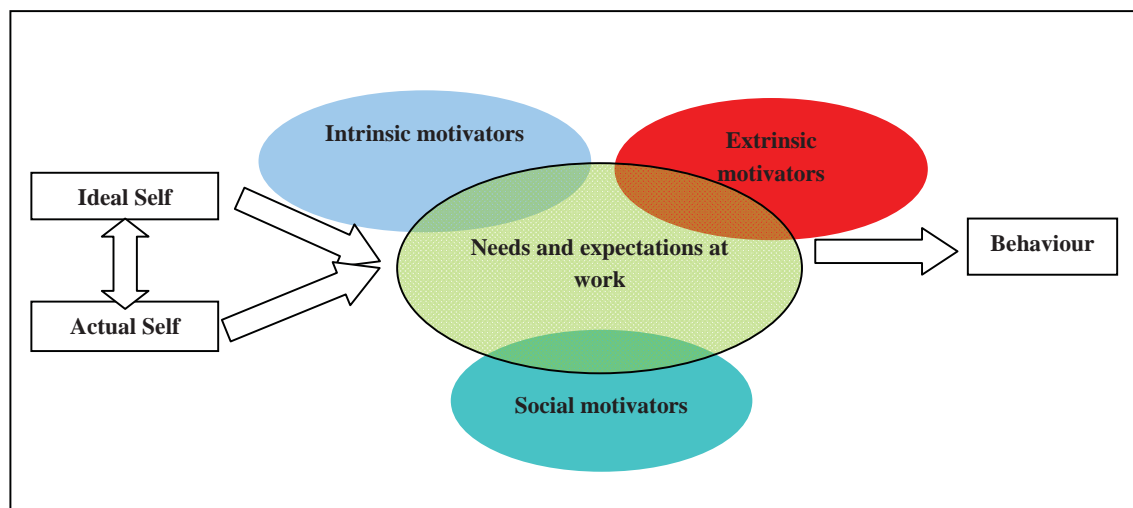 Intrinsic motivators
Extrinsic
motivators
Ideal Self
Needs and expectations at
work
Behaviour
Actual Self
Social motivators